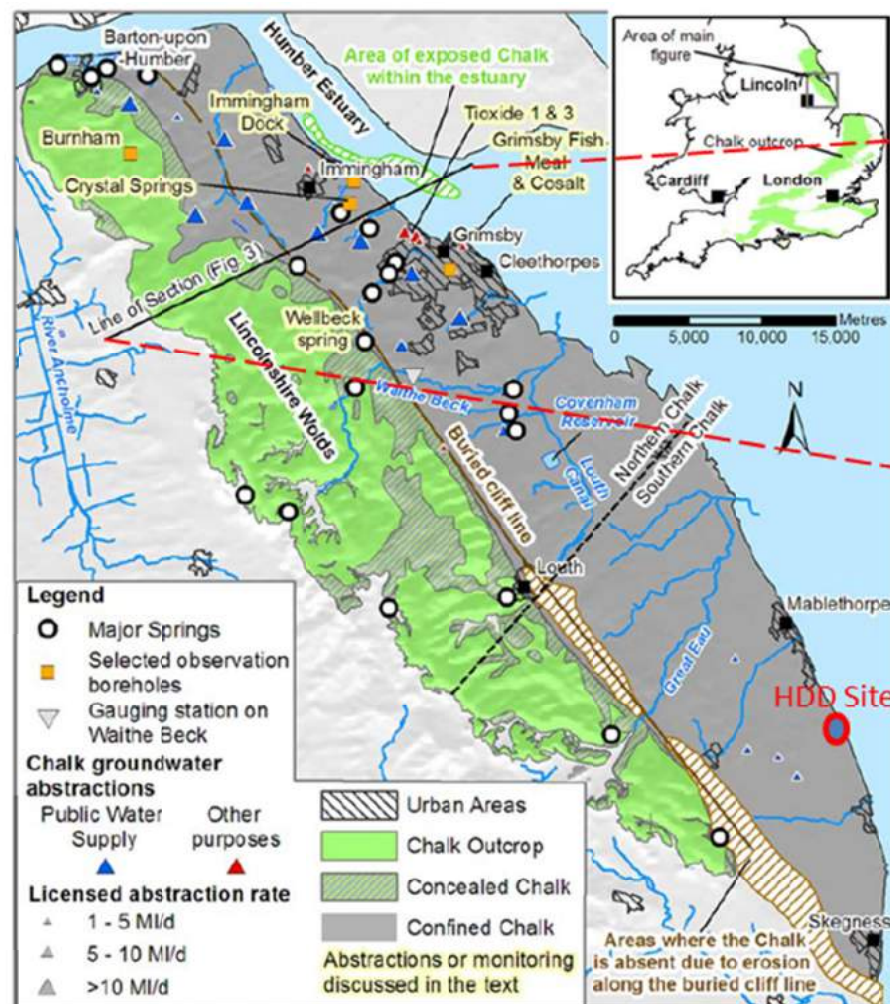 Barton-upon
-Humber
Humber Estuary
Area of exposed Chalk
within the estuary
Immingham
Dock
Tioxide 1 & 3
Burnham
Grimsby Fish
Meal
& Cosalt
Immingham
Crystal Springs
Grimsby
Cleethorpes
Line of Section (Fig. 3)
River Ancholme
Lincolnshire Wolds
Wellbeck
spring
Waithe Beck
Covenham
Reservoir
Louth
Canal
Northern Chalk
Southern Chalk
Buried cliff line
Louth
Great Eau
Mablethorpe
HDD Site
Skegness
Areas where the Chalk
is absent due to erosion
along the buried cliff line
Area of main
figure
Lincoln
Chalk outcrop
Cardiff
London
0
5,000
10,000
15,000
Metres
N
Legend
Major Springs
Selected observation
boreholes
Gauging station on
Waithe Beck
Chalk groundwater
abstractions
Public Water
Supply
Other
purposes
Licensed abstraction rate
1 - 5 Ml/d
5 - 10 Ml/d
>10 Ml/d
Urban Areas
Chalk Outcrop
Concealed Chalk
Confined Chalk
Abstractions or monitoring
discussed in the text